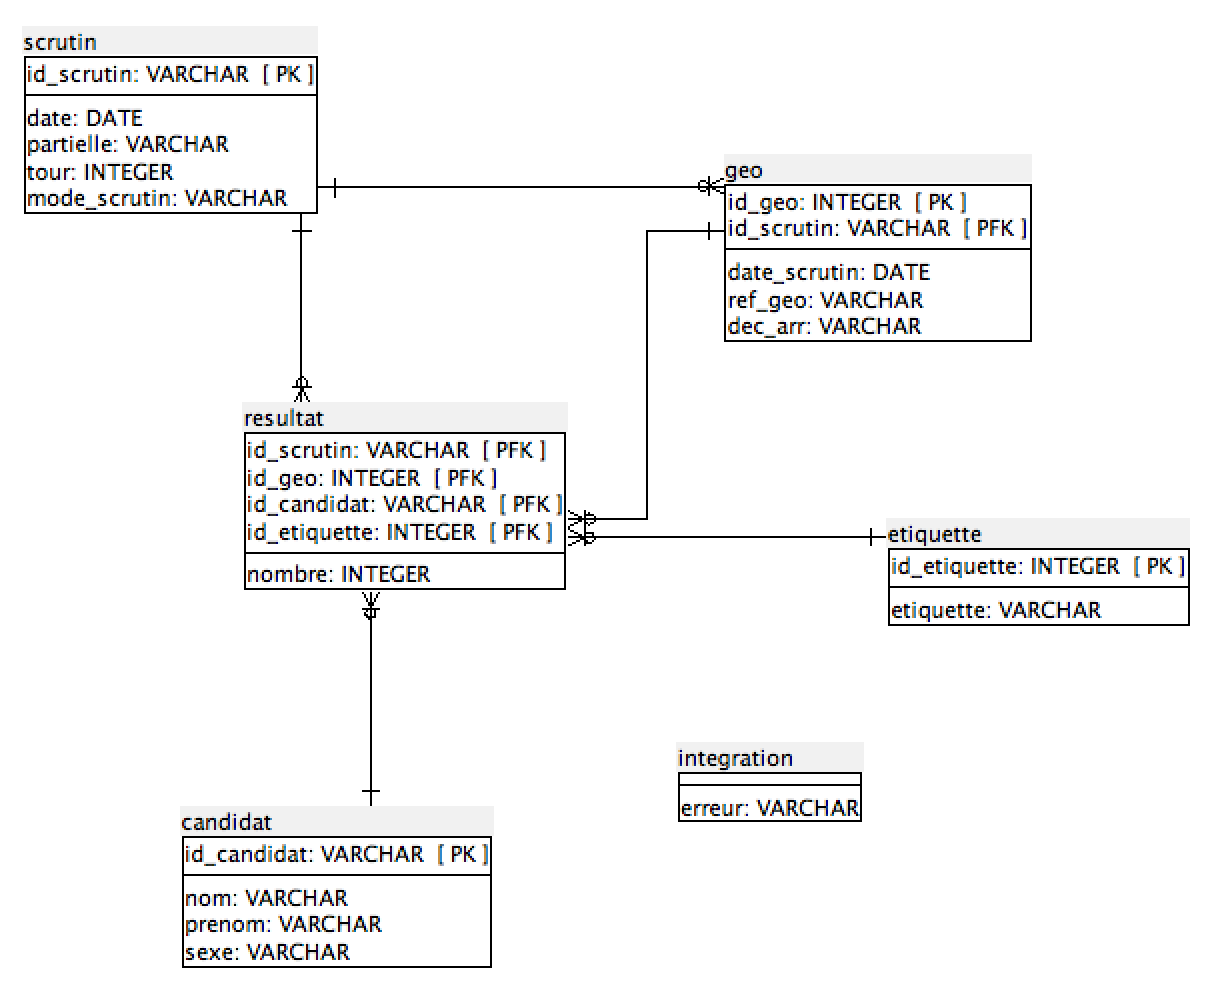 scrutin
id_scrutin: VARCHAR [ PK ]
date: DATE
partielle: VARCHAR
tour: INTEGER
mode_scrutin: VARCHAR
geo
id_geo: INTEGER [ PK ]
id_scrutin: VARCHAR [ PFK ]
date_scrutin: DATE
ref_geo: VARCHAR
dec_arr: VARCHAR
resultat
id_scrutin: VARCHAR [ PFK ]
id_geo: INTEGER [ PFK ]
id_candidat: VARCHAR [ PFK ]
id_etiquette: INTEGER [ PFK ]
nombre: INTEGER
etiquette
id_etiquette: INTEGER [ PK ]
etiquette: VARCHAR
integration
erreur: VARCHAR
candidat
id_candidat: VARCHAR [ PK ]
nom: VARCHAR
prenom: VARCHAR
sexe: VARCHAR